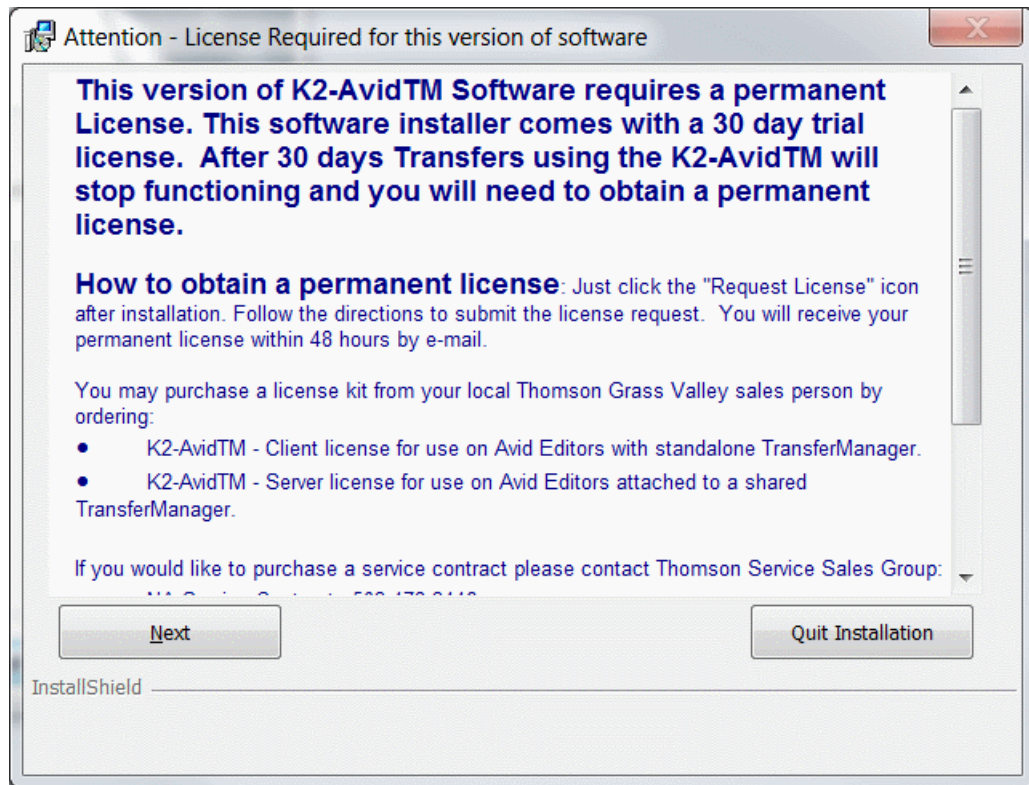 Attention - License Required for this version of software
This version of K2-AvidTM Software requires a permanent
License. This software installer comes with a 30 day trial
license.  After 30 days Transfers using the K2-AvidTM will
stop functioning and you will need to obtain a permanent
license.
How to obtain a permanent license: Just click the "Request License" icon
after installation. Follow the directions to submit the license request.  You will receive your
permanent license within 48 hours by e-mail.
You may purchase a license kit from your local Thomson Grass Valley sales person by
ordering:
● K2-AvidTM - Client license for use on Avid Editors with standalone TransferManager.
● K2-AvidTM - Server license for use on Avid Editors attached to a shared
TransferManager.
If you would like to purchase a service contract please contact Thomson Service Sales Group:
Next
Quit Installation
InstallShield